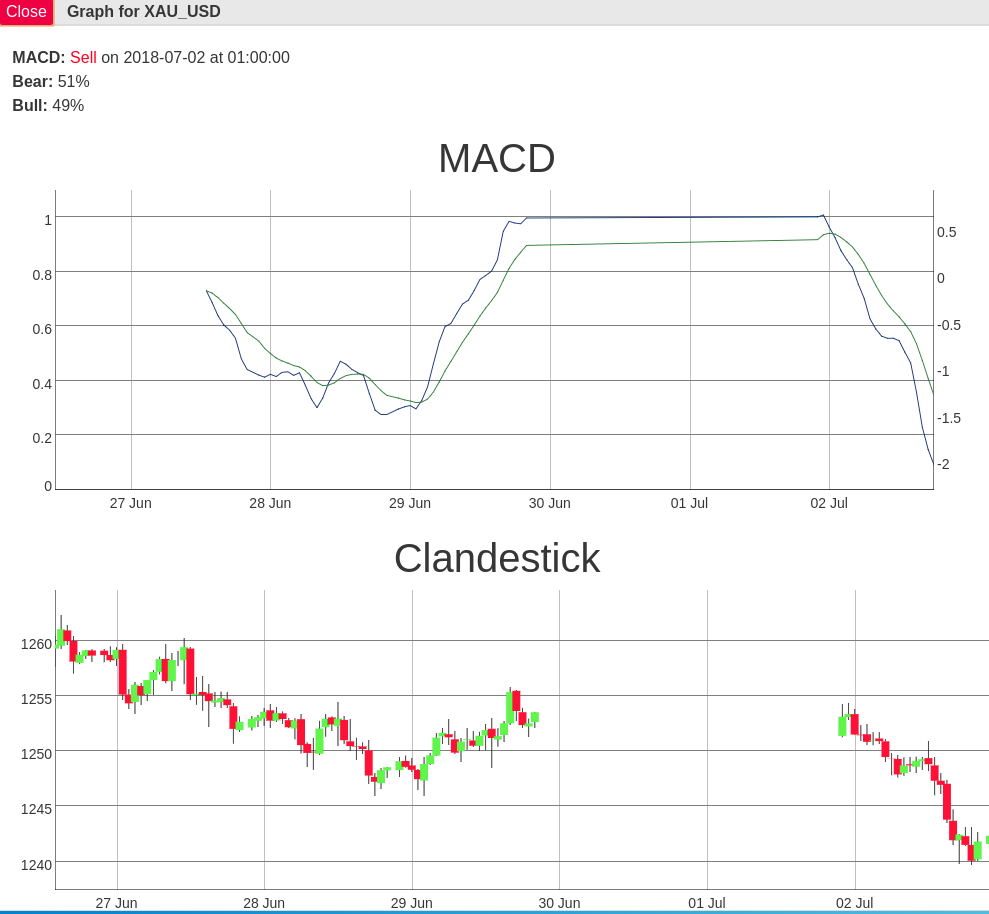 Close Graph for XAU_USD
MACD: Sell on 2018-07-02 at 01:00:00
Bear: 51%
Bull: 49%
MACD
1
0.8
0.6
0.4
0.2
0
0.5
0
-0.5
-1
-1.5
-2
27 Jun 28 Jun 29 Jun 30 Jun 01 Jul 02 Jul
Clandestick
1260
1255
1250
1245
1240
27 Jun 28 Jun 29 Jun 30 Jun 01 Jul 02 Jul